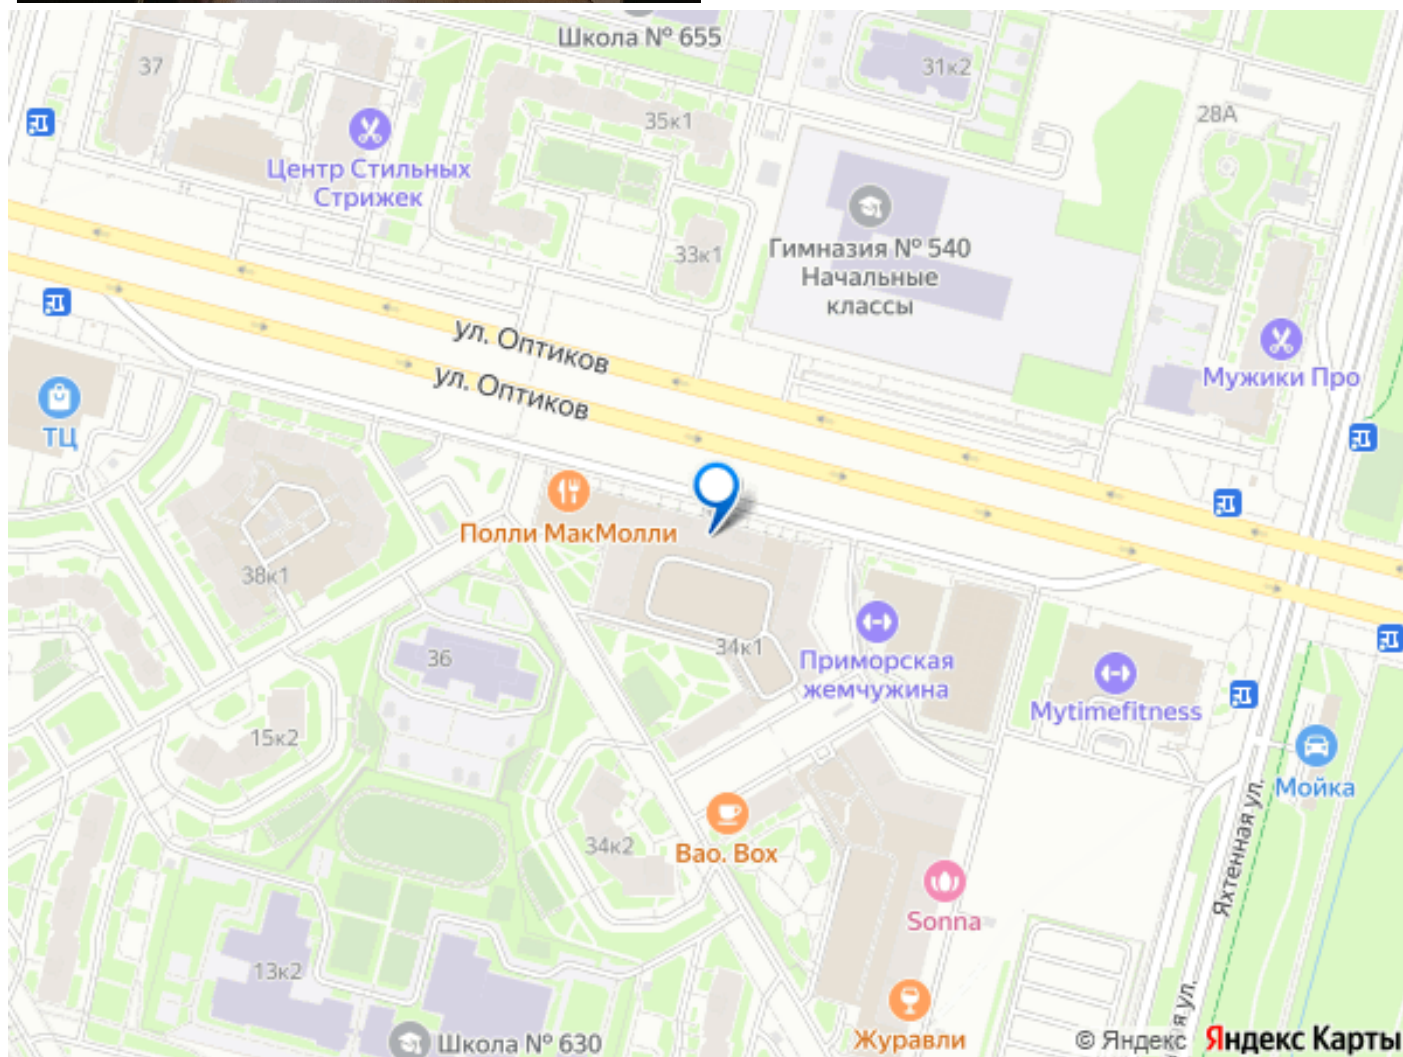 Школа № 655
37
31к2
35к1
28А
Центр Стильных
Стрижек
Гимназия № 540
Начальные
классы
33к1
ул. Оптиков
ул. Оптиков
Мужики Про
ТЦ
Полли МакМолли
38к1
36
34к1
Приморская
жемчужина
Mytimefitness
15к2
Мойка
34к2
Bao. Box
Яхтенная ул.
Sonna
13к2
Школа № 630
Журавли
ул.
© Яндекс Яндекс Карты